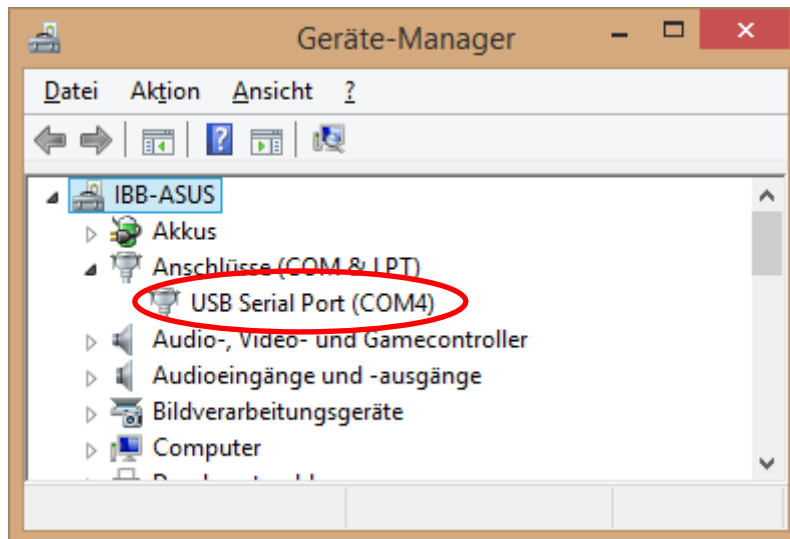 Geräte-Manager
Datei Aktion Ansicht ?
IBB-ASUS
Akkus
Anschlüsse (COM & LPT)
USB Serial Port (COM4)
Audio-, Video- und Gamecontroller
Audioeingänge und -ausgänge
Bildverarbeitungsgeräte
Computer